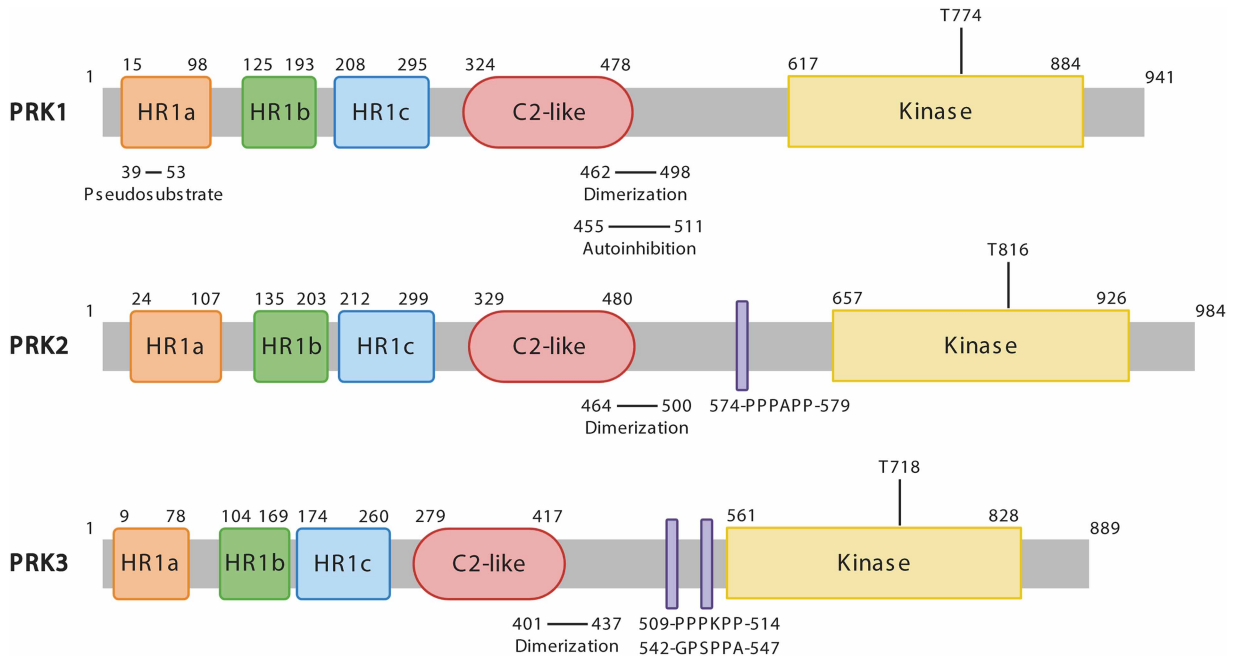 T774
1 15 98 125 193 208 295 324 478 617 884 941
PRK1 HR1a HR1b HR1c C2-like Kinase
39 53 462 498
Pseudosubstrate Dimerization
455 511
Autoinhibition
T816
1 24 107 135 203 212 299 329 480 657 926 984
PRK2 HR1a HR1b HR1c C2-like Kinase
464 500 574-PPPAPP-579
Dimerization
T718
1 9 78 104 169 174 260 279 417 561 828 889
PRK3 HR1a HR1b HR1c C2-like Kinase
401 437 509-PPPKPP-514
Dimerization 542-GPSPPA-547